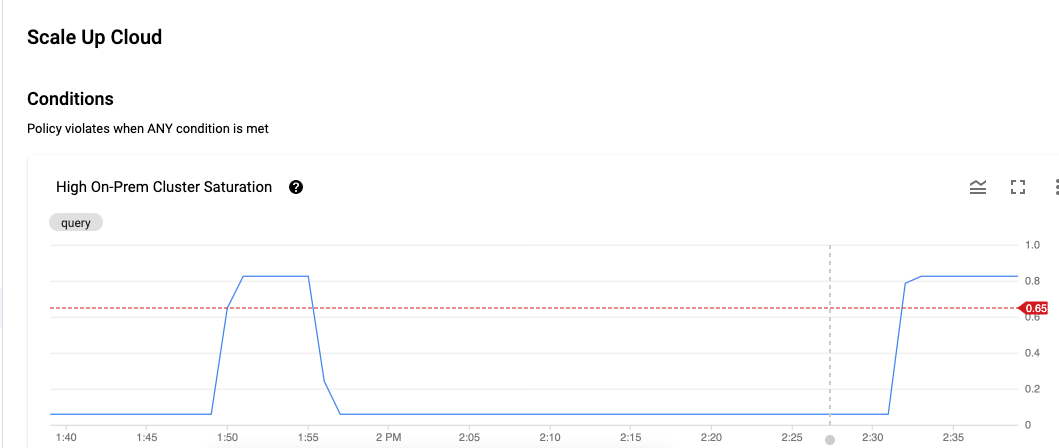 Scale Up Cloud
Conditions
Policy violates when ANY condition is met
High On-Prem Cluster Saturation
query
1.0
0.8
0.65
0.6
0.4
0.2
0
1:40 1:45 1:50 1:55 2 PM 2:05 2:10 2:15 2:20 2:25 2:30 2:35